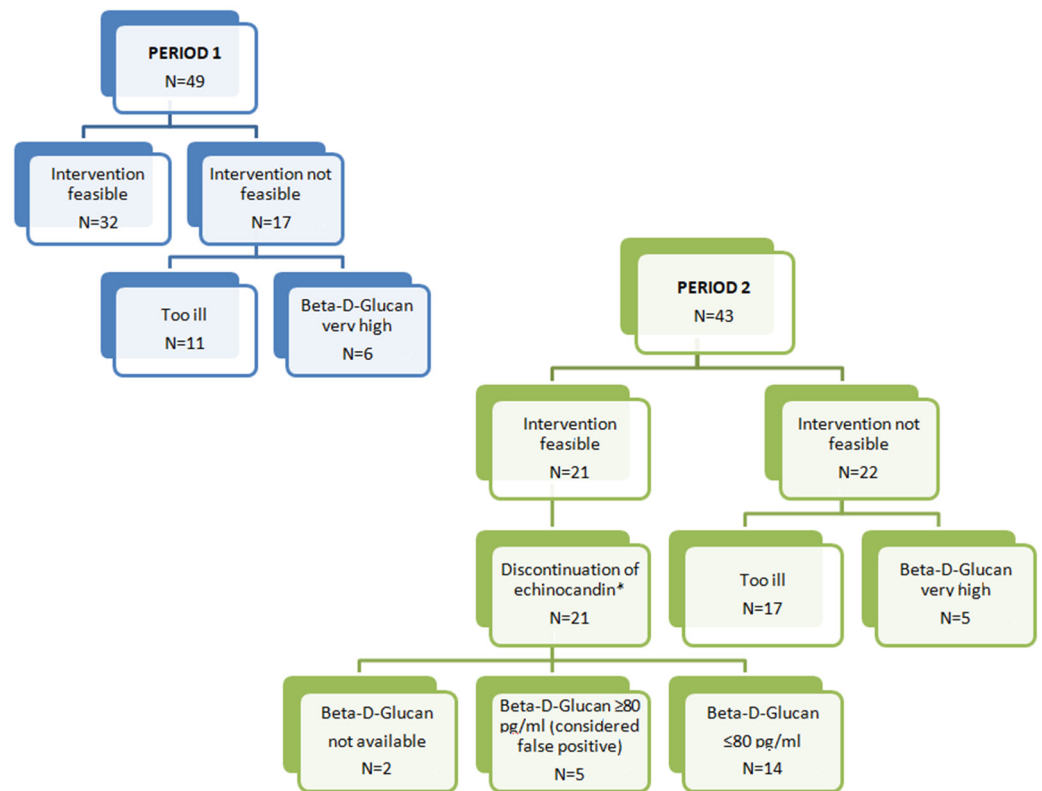 PERIOD 1
N=49
Intervention
feasible
N=32
Intervention not
feasible
N=17
Too ill
N=11
Beta-D-Glucan
very high
N=6
PERIOD 2
N=43
Intervention
feasible
N=21
Intervention not
feasible
N=22
Discontinuation of
echinocandin*
N=21
Too ill
N=17
Beta-D-Glucan
very high
N=5
Beta-D-Glucan
not available
N=2
Beta-D-Glucan ≥80
pg/ml (considered
false positive)
N=5
Beta-D-Glucan
≤80 pg/ml
N=14